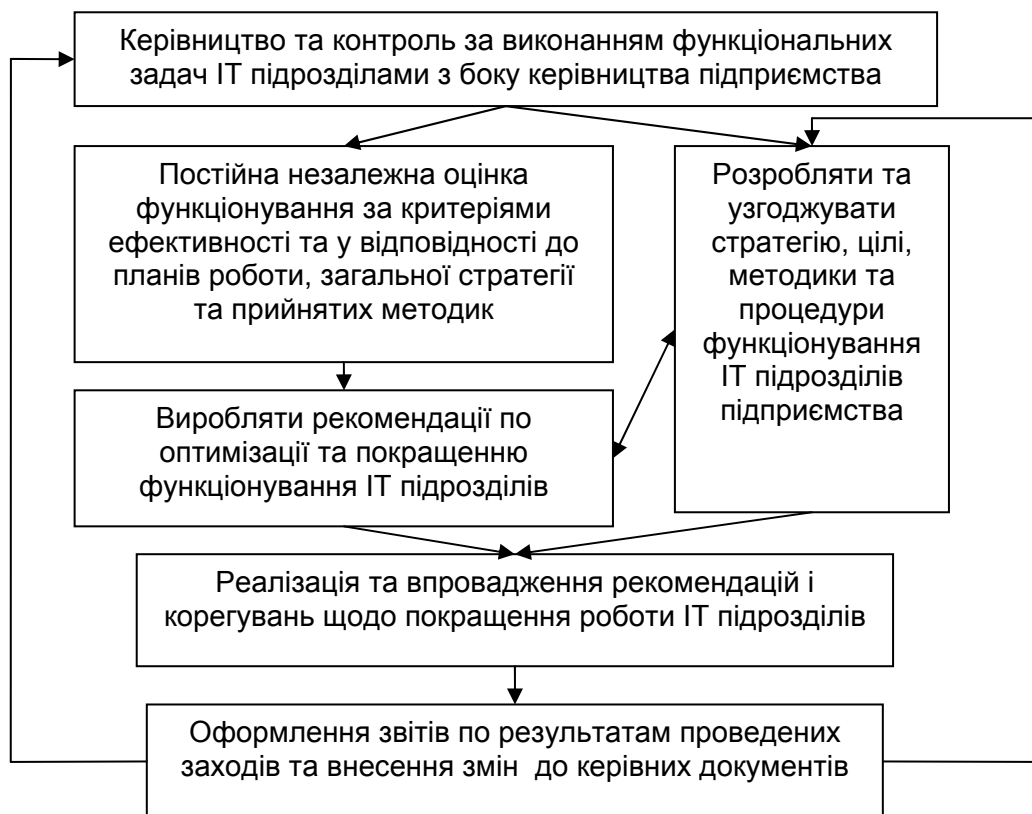 Керівництво та контроль за виконанням функціональних
задач ІТ підрозділами з боку керівництва підприємства
Постійна незалежна оцінка
функціонування за критеріями
ефективності та у відповідності до
планів роботи, загальної стратегії
та прийнятих методик
Розробляти та
узгоджувати
стратегію, цілі,
методики та
процедури
функціонування
ІТ підрозділів
підприємства
Виробляти рекомендації по
оптимізації та покращенню
функціонування ІТ підрозділів
Реалізація та впровадження рекомендацій і
корегувань щодо покращення роботи ІТ підрозділів
Оформлення звітів по результатам проведених
заходів та внесення змін  до керівних документів